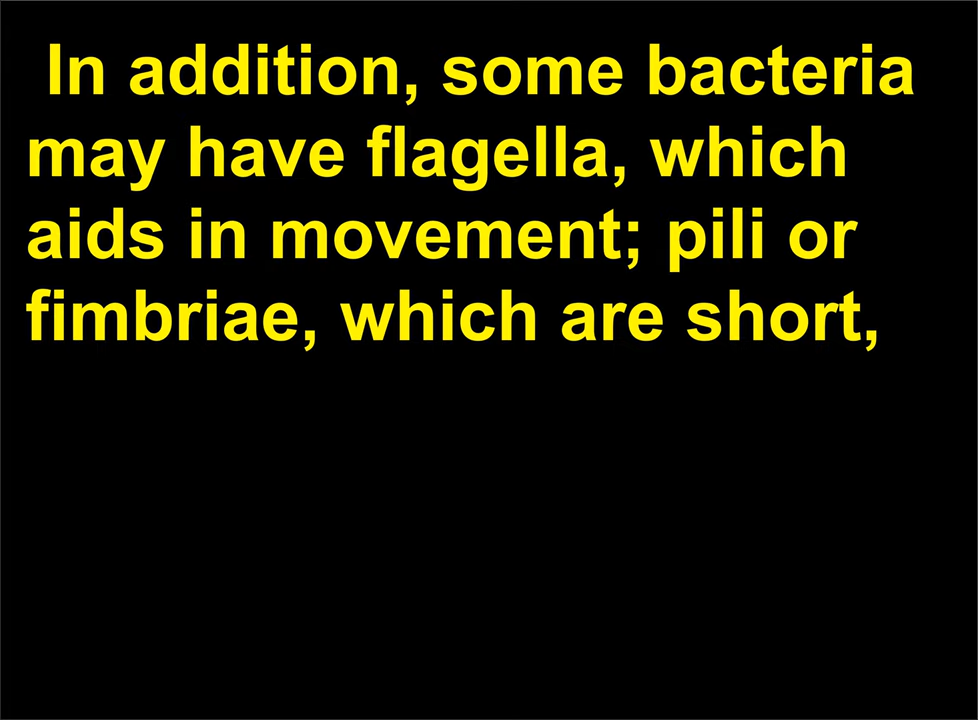 In addition, some bacteria
may have flagella, which
aids in movement; pili or
fimbriae, which are short,